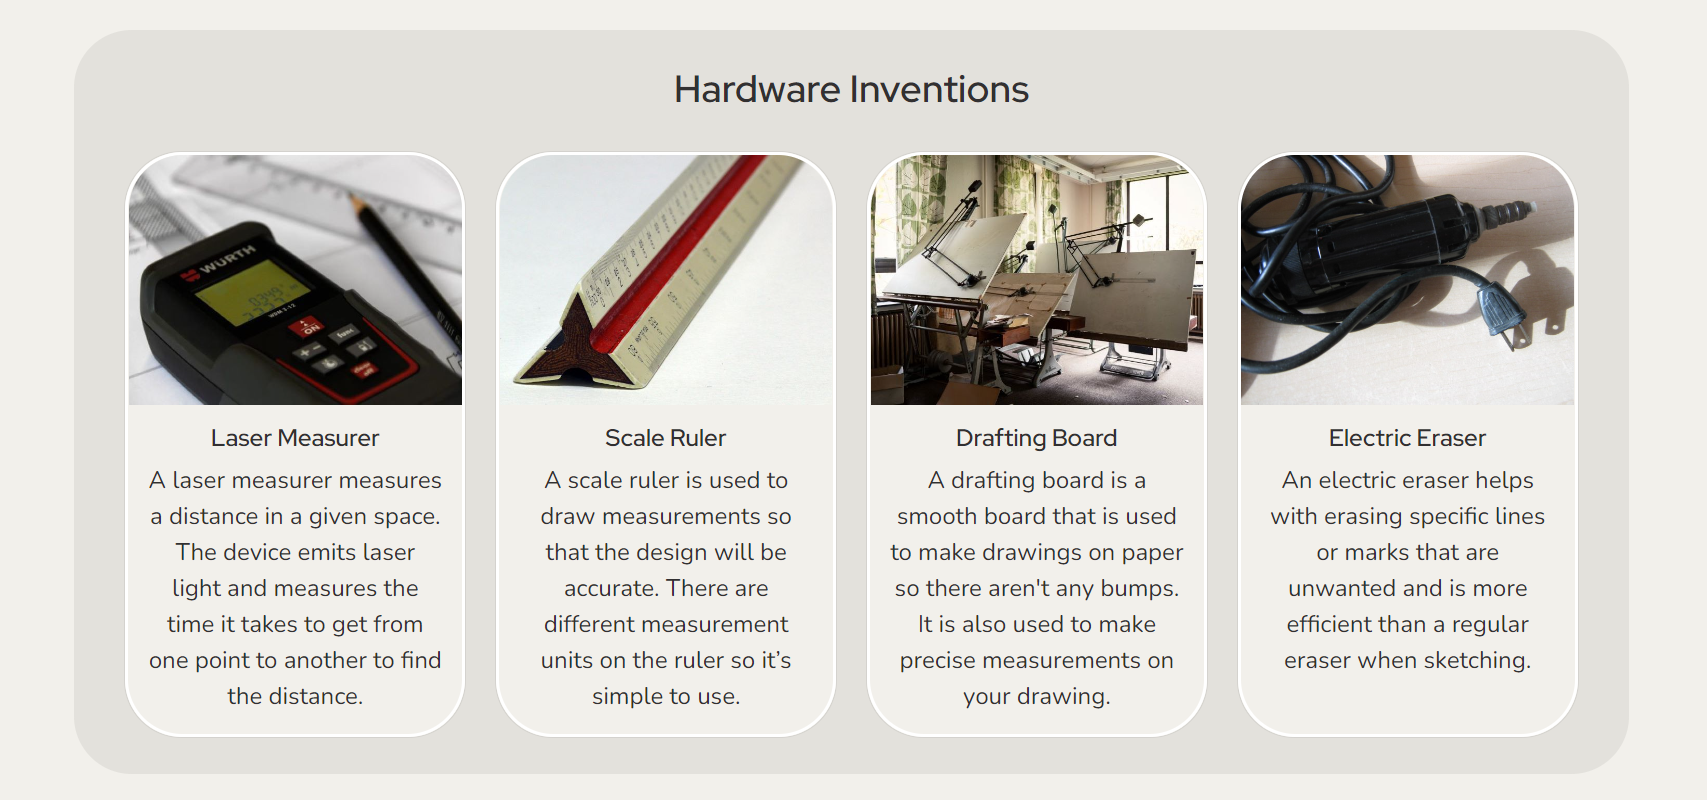 Hardware Inventions
WÜRTH
WDM 3-12
ON
func
Laser Measurer
A laser measurer measures
a distance in a given space.
The device emits laser
light and measures the
time it takes to get from
one point to another to find
the distance.
Scale Ruler
A scale ruler is used to
draw measurements so
that the design will be
accurate. There are
different measurement
units on the ruler so it’s
simple to use.
Drafting Board
A drafting board is a
smooth board that is used
to make drawings on paper
so there aren't any bumps.
It is also used to make
precise measurements on
your drawing.
Electric Eraser
An electric eraser helps
with erasing specific lines
or marks that are
unwanted and is more
efficient than a regular
eraser when sketching.